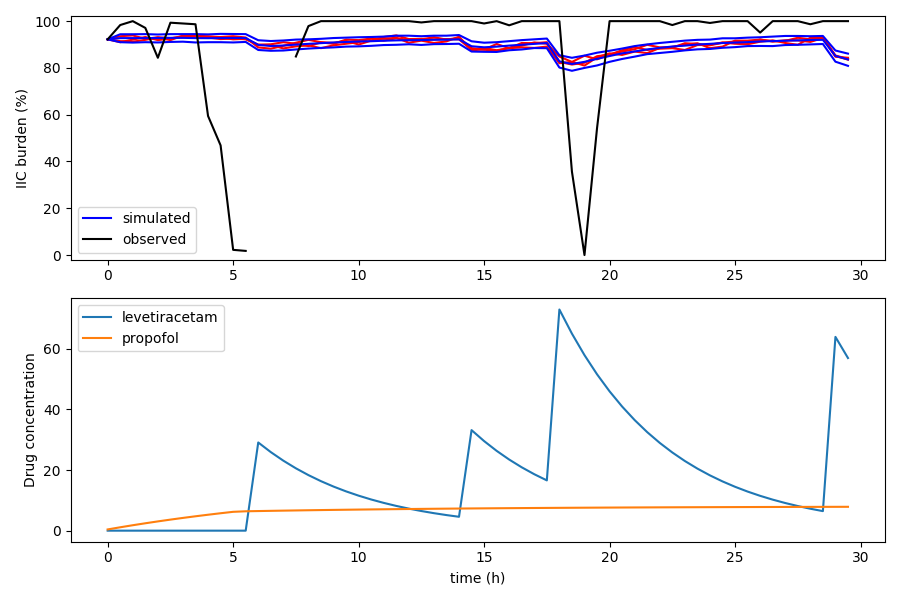 IIC burden (%)
100
80
60
40
20
0
simulated
observed
0 5 10 15 20 25 30
Drug concentration
60
40
20
0
levetiracetam
propofol
0 5 10 15 20 25 30
time (h)